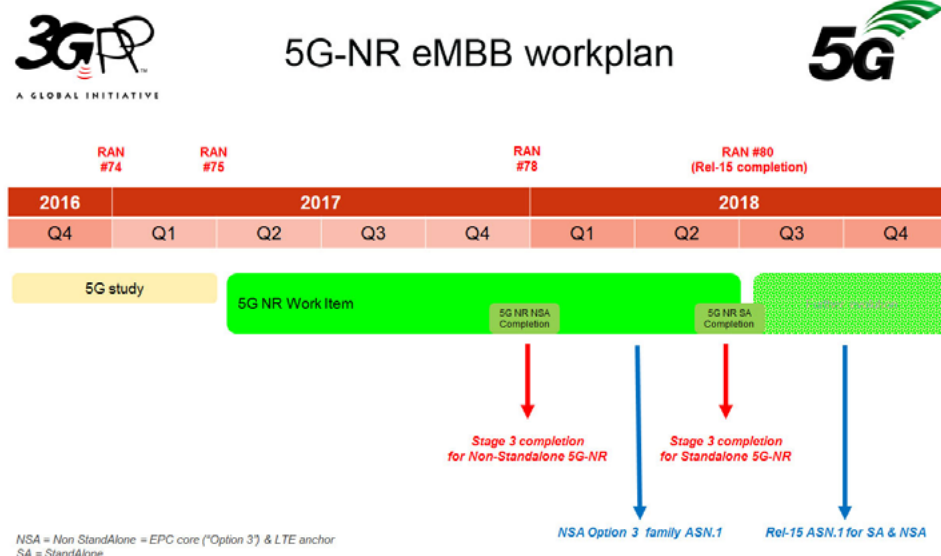 3GPP
TM
A GLOBAL INITIATIVE
5G-NR eMBB workplan
5G
RAN
#74
RAN
#75
RAN
#78
RAN #80
(Rel-15 completion)
2016 2017 2018
Q4 Q1 Q2 Q3 Q4 Q1 Q2 Q3 Q4
5G study
5G NR Work Item
5G NR NSA
Completion
5G NR SA
Completion
Stage 3 completion
for Non-Standalone 5G-NR
Stage 3 completion
for Standalone 5G-NR
NSA Option 3 family ASN.1
Rel-15 ASN.1 for SA & NSA
NSA = Non StandAlone = EPC core ("Option 3") & LTE anchor
SA = StandAlone